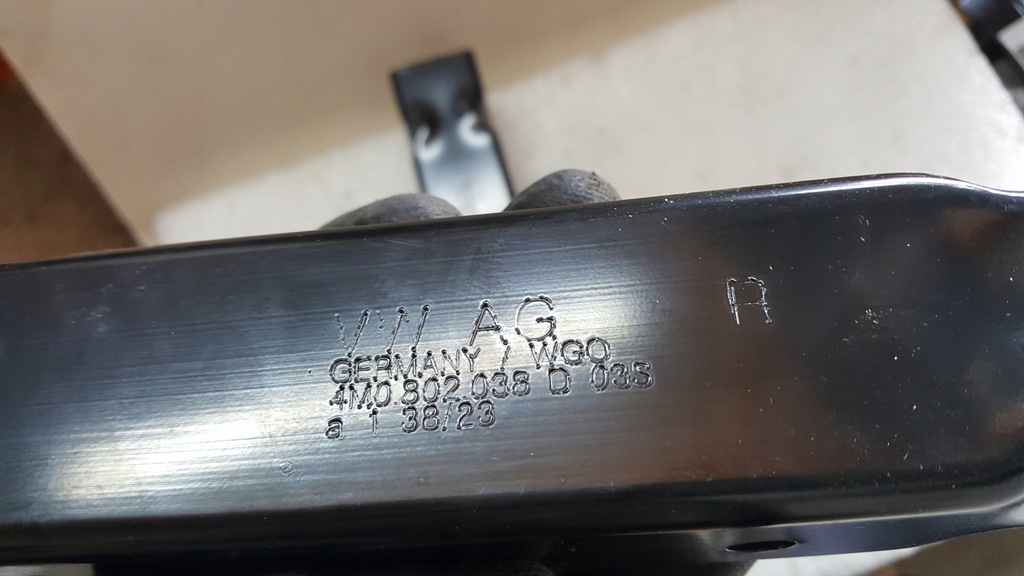 VW AG
R
GERMANY / WGO
4M0.802.038 D 03S
a 1 38/23